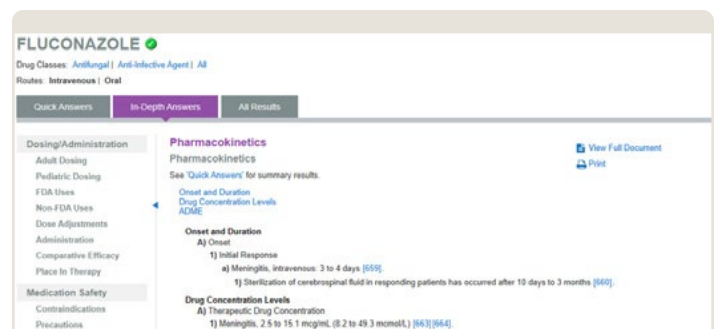 FLUCONAZOLE
Drug Classes: Antifungal | Anti-Infective Agent | All
Routes: Intravenous | Oral
Quick Answers
In-Depth Answers
All Results
Dosing/Administration
Adult Dosing
Pediatric Dosing
FDA Uses
Non-FDA Uses
Dose Adjustments
Administration
Comparative Efficacy
Place In Therapy
Medication Safety
Contraindications
Precautions
Pharmacokinetics
Pharmacokinetics
See 'Quick Answers' for summary results.
Onset and Duration
Drug Concentration Levels
ADME
Onset and Duration
A) Onset
1) Initial Response
a) Meningitis, intravenous: 3 to 4 days [659].
1) Sterilization of cerebrospinal fluid in responding patients has occurred after 10 days to 3 months [660].
Drug Concentration Levels
A) Therapeutic Drug Concentration
1) Meningitis, 2.5 to 15.1 mcg/mL (8.2 to 49.3 mcmol/L) [663][664].
View Full Document
Print